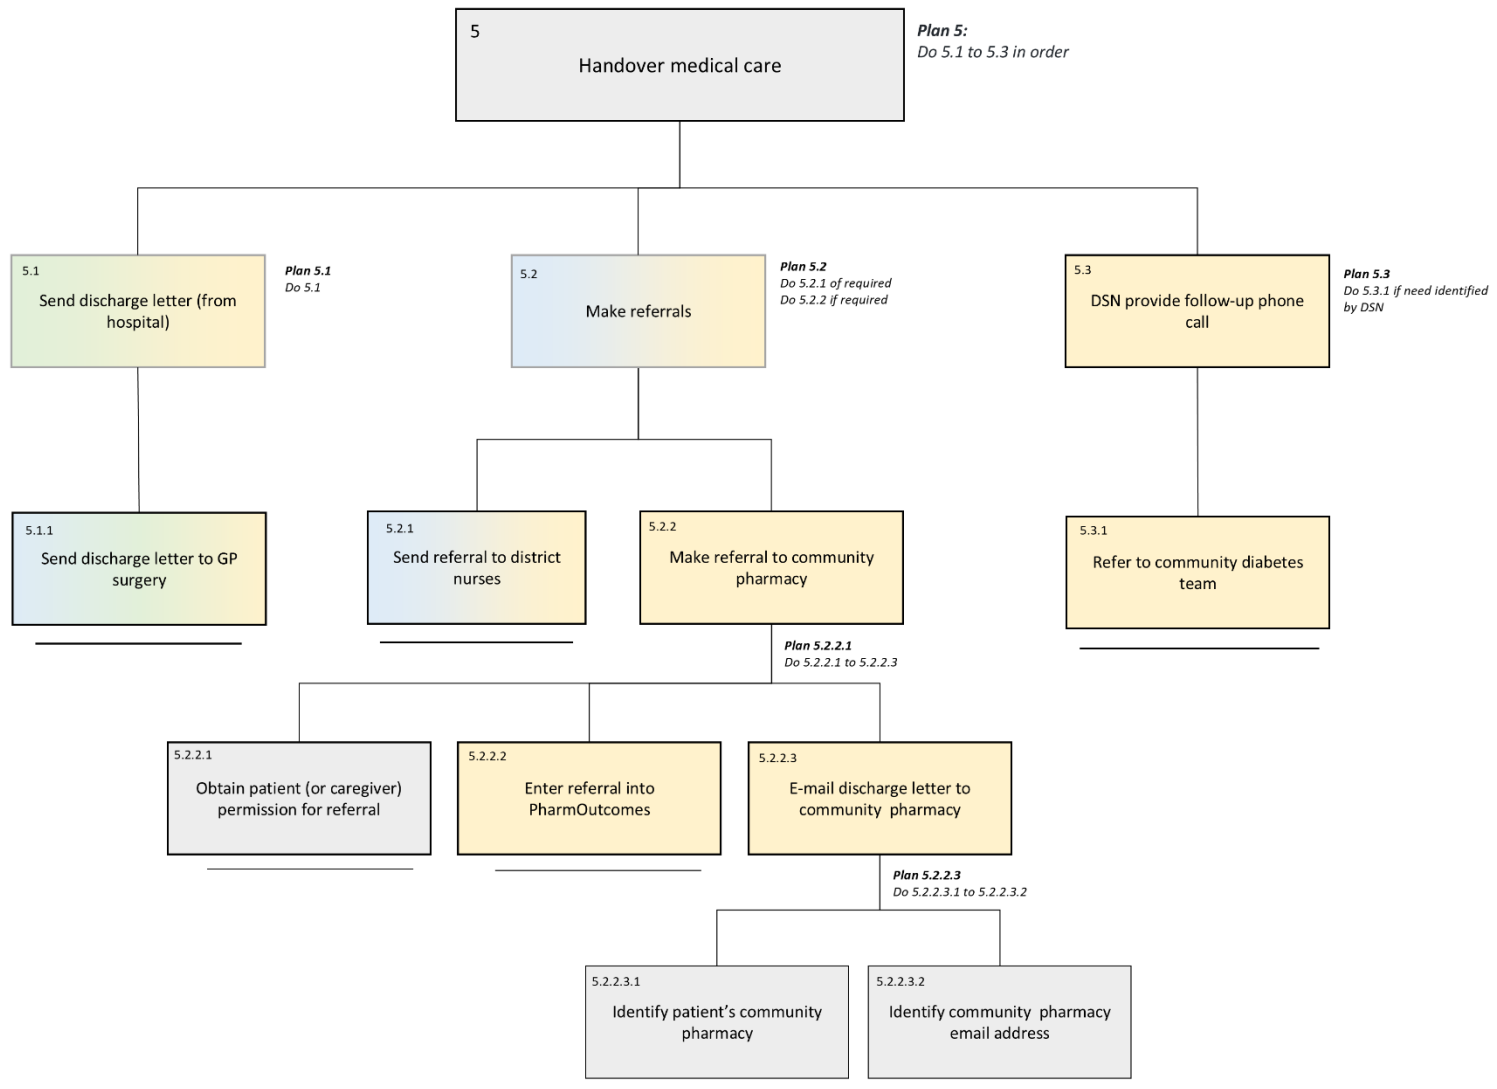 5
Handover medical care
Plan 5:
Do 5.1 to 5.3 in order
5.1
Send discharge letter (from
hospital)
Plan 5.1
Do 5.1
5.2
Make referrals
Plan 5.2
Do 5.2.1 of required
Do 5.2.2 if required
5.3
DSN provide follow-up phone
call
Plan 5.3
Do 5.3.1 if need identified
by DSN
5.1.1
Send discharge letter to GP
surgery
5.2.1
Send referral to district
nurses
5.2.2
Make referral to community
pharmacy
5.3.1
Refer to community diabetes
team
Plan 5.2.2.1
Do 5.2.2.1 to 5.2.2.3
5.2.2.1
Obtain patient (or caregiver)
permission for referral
5.2.2.2
Enter referral into
PharmOutcomes
5.2.2.3
E-mail discharge letter to
community pharmacy
Plan 5.2.2.3
Do 5.2.2.3.1 to 5.2.2.3.2
5.2.2.3.1
Identify patient’s community
pharmacy
5.2.2.3.2
Identify community pharmacy
email address